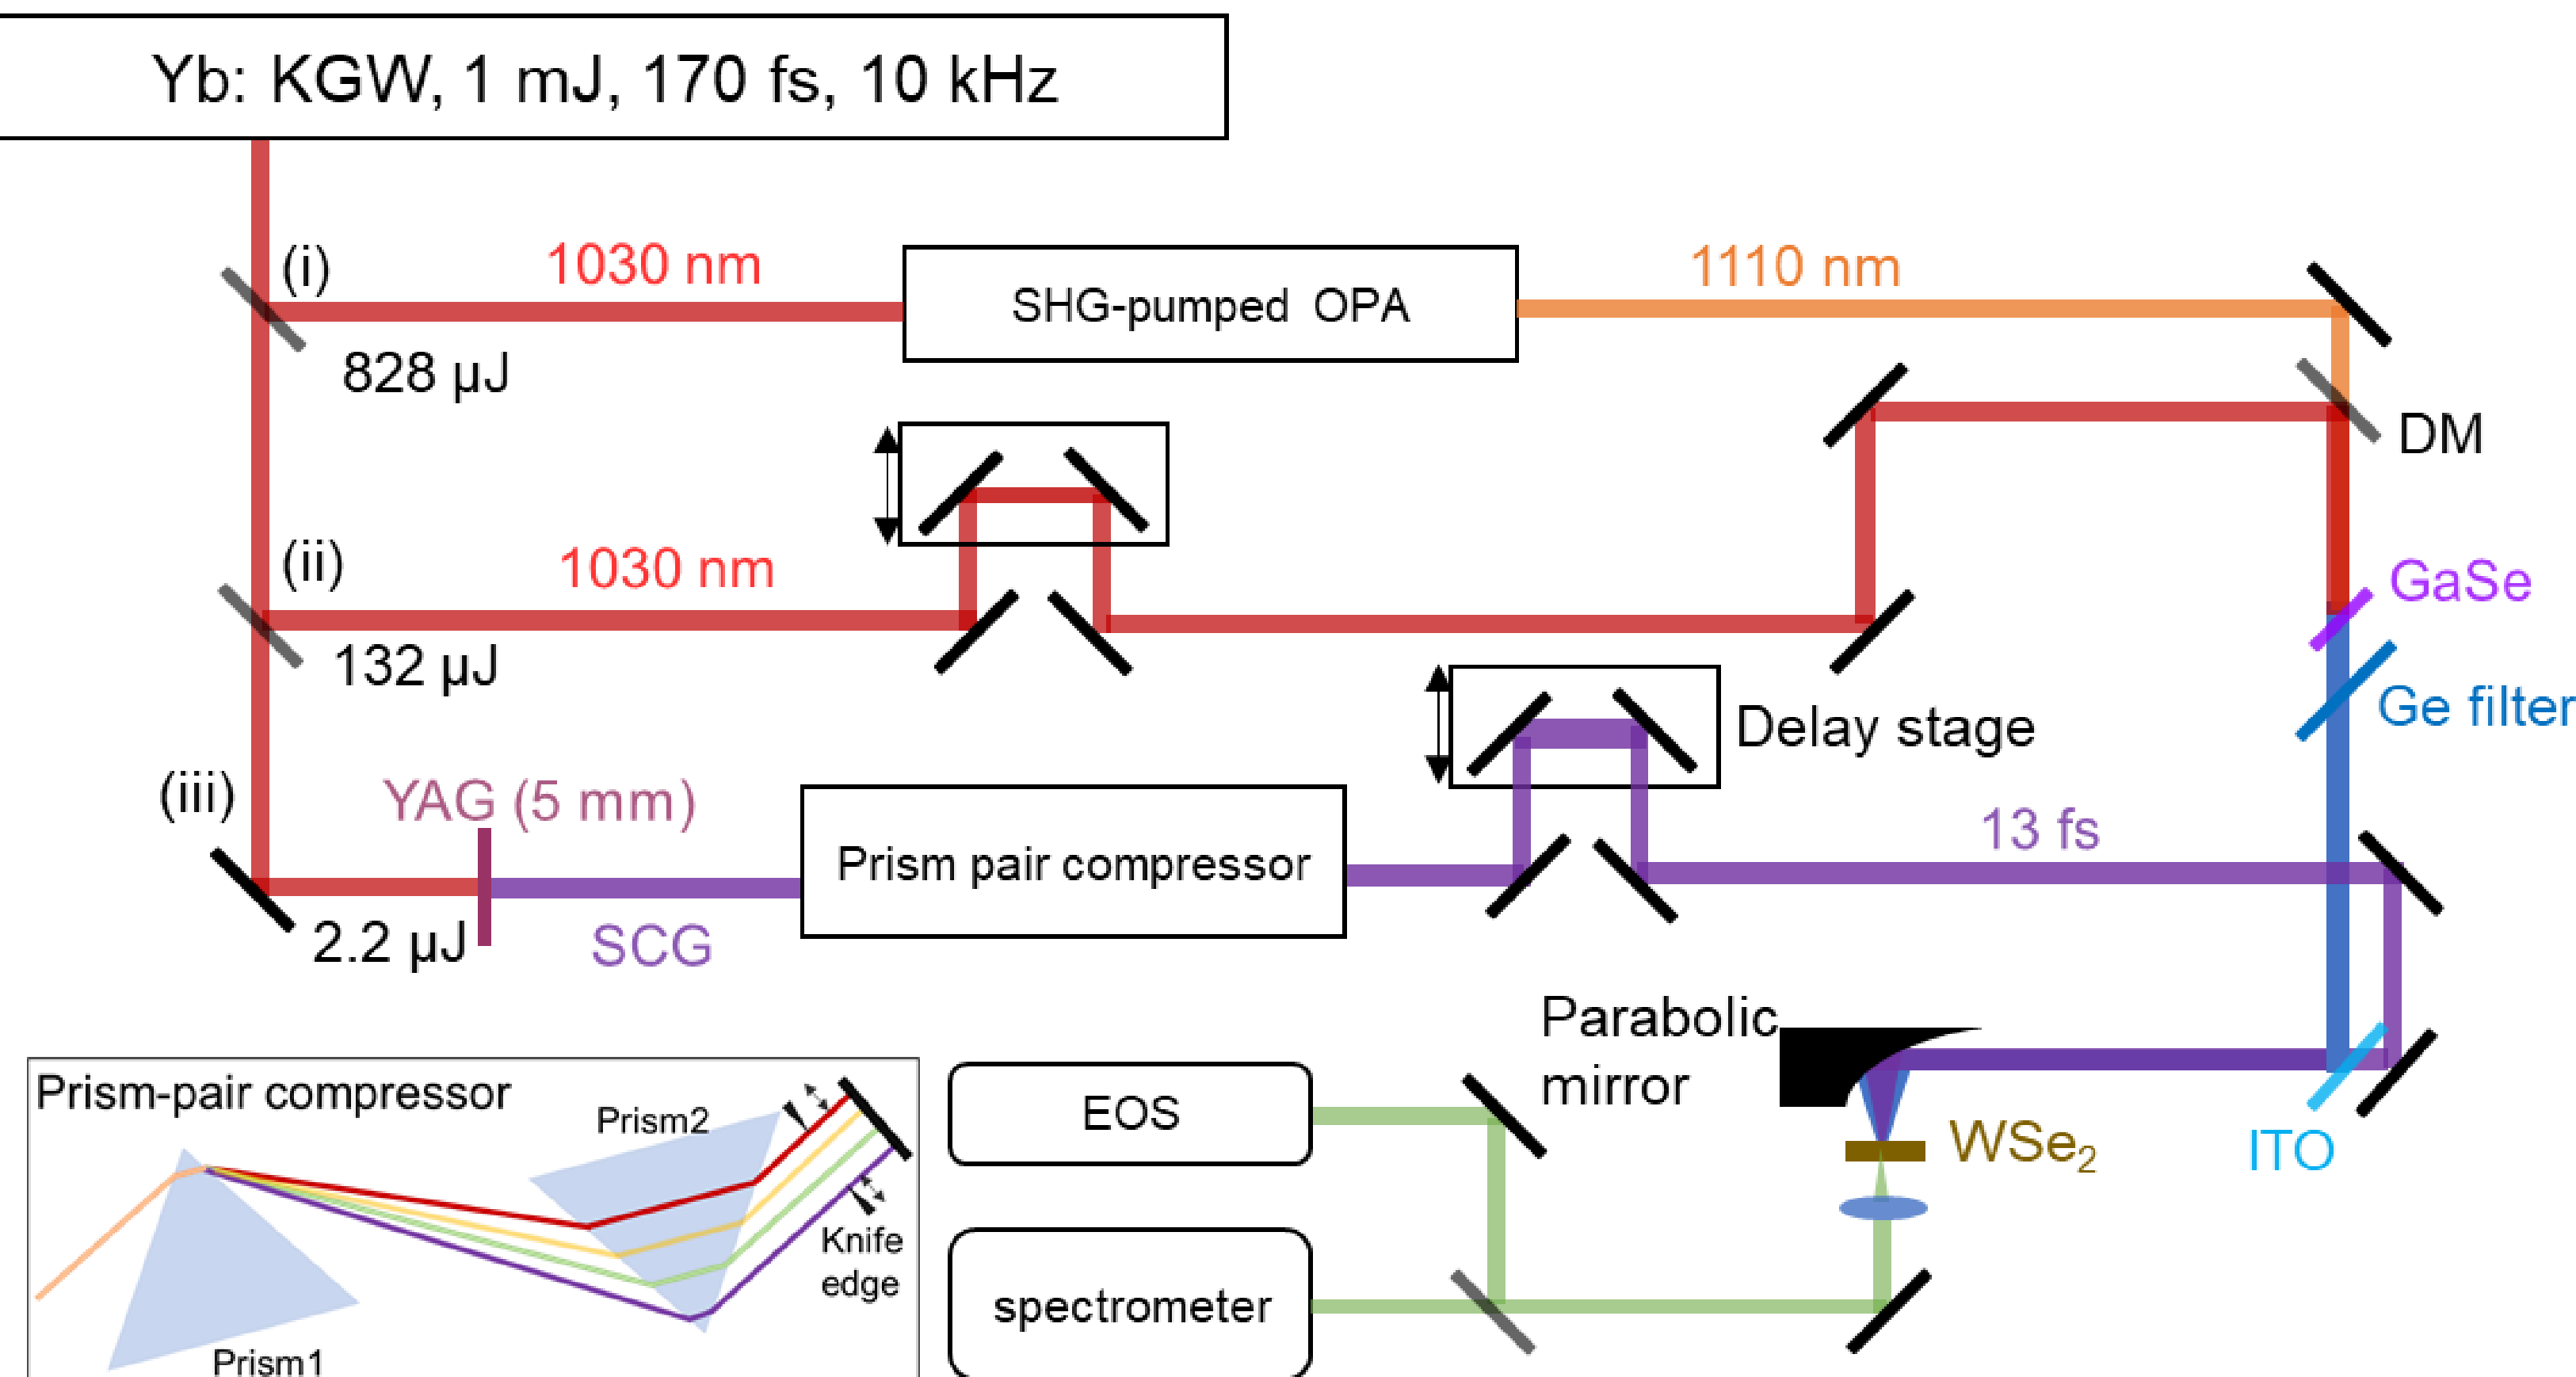 Yb: KGW, 1 mJ, 170 fs, 10 kHz
(i)
1030 nm
SHG-pumped OPA
1110 nm
828 μJ
DM
(ii)
1030 nm
GaSe
132 μJ
Ge filter
Delay stage
(iii)
YAG (5 mm)
Prism pair compressor
13 fs
2.2 μJ
SCG
Parabolic
mirror
Prism-pair compressor
Prism2
EOS
WSe₂
ITO
Knife
edge
spectrometer
Prism1